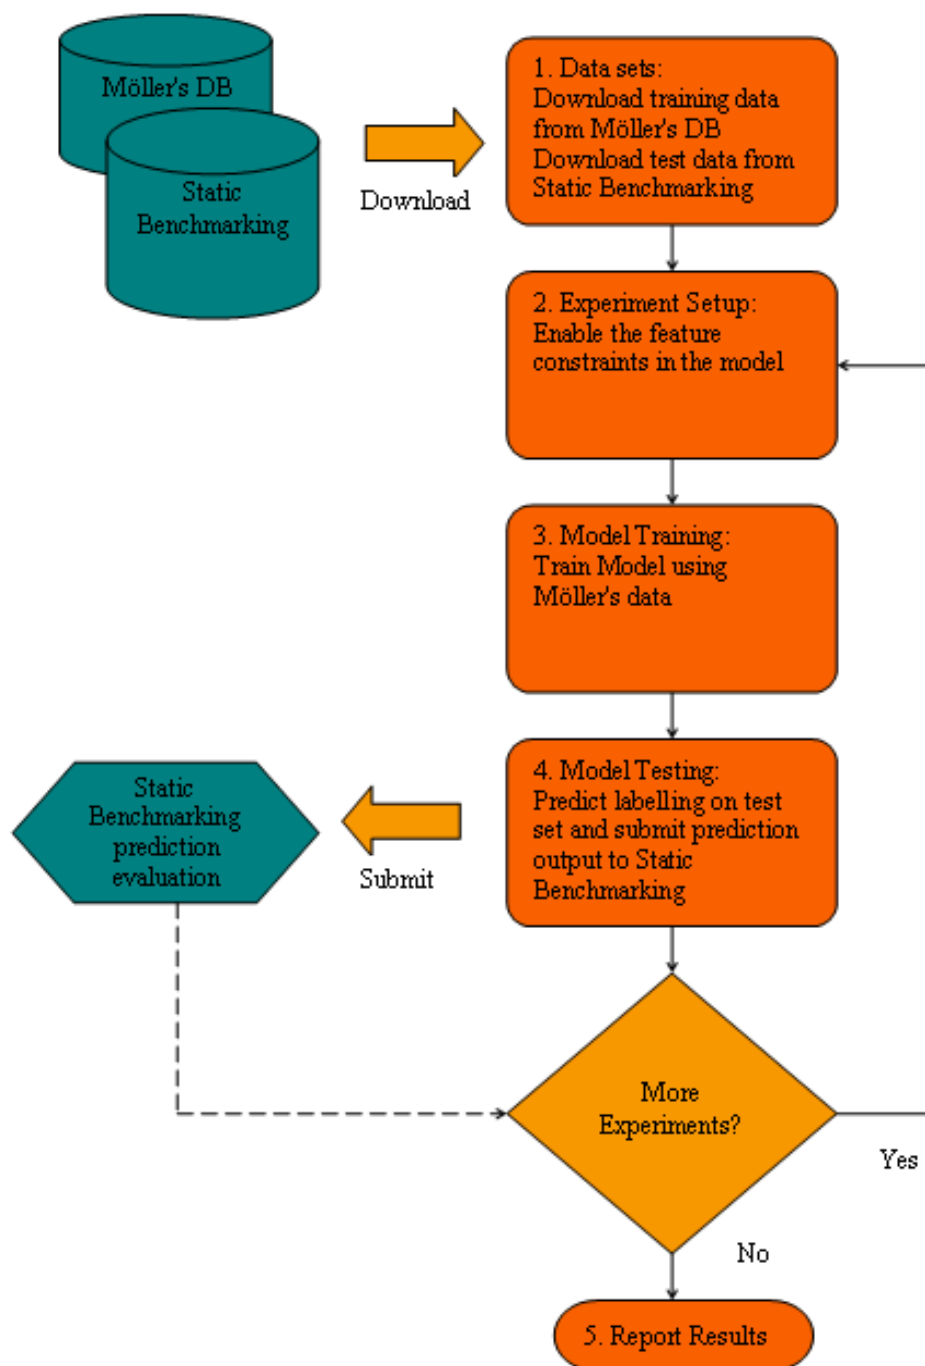 Möller's DB
Static
Benchmarking
Download
1. Data sets:
Download training data
from Möller's DB
Download test data from
Static Benchmarking
2. Experiment Setup:
Enable the feature
constraints in the model
3. Model Training:
Train Model using
Möller's data
4. Model Testing:
Predict labelling on test
set and submit prediction
output to Static
Benchmarking
Static
Benchmarking
prediction
evaluation
Submit
More
Experiments?
Yes
No
5. Report Results